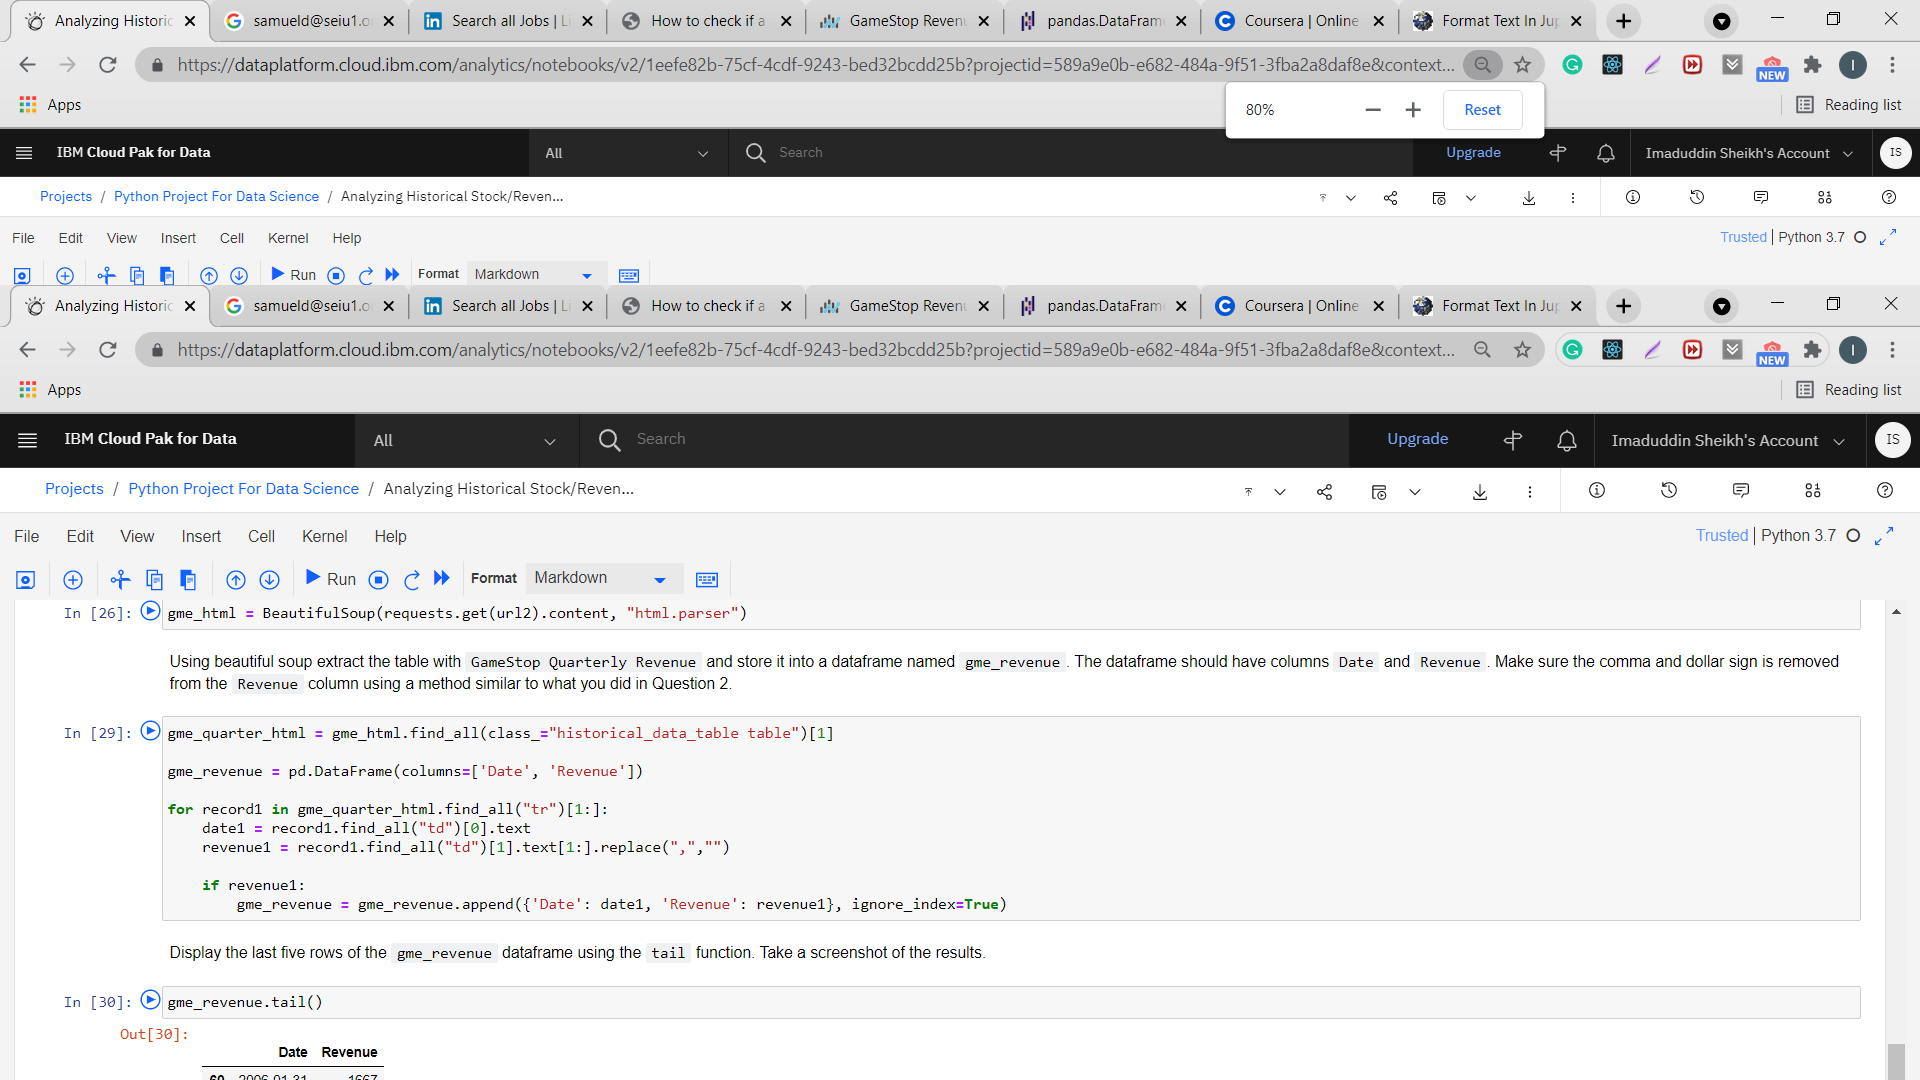 Analyzing Historic
samueld@seiu1.o
Search all Jobs | Li
How to check if a
GameStop Revenu
pandas.DataFram
Coursera | Online
Format Text In Jup
https://dataplatform.cloud.ibm.com/analytics/notebooks/v2/1eefe82b-75cf-4cdf-9243-bed32bcdd25b?projectid=589a9e0b-e682-484a-9f51-3fba2a8daf8e&context...
NEW
I
Apps
80%
Reset
Reading list
IBM Cloud Pak for Data
All
Search
Upgrade
Imaduddin Sheikh's Account
IS
Projects / Python Project For Data Science / Analyzing Historical Stock/Reven...
File Edit View Insert Cell Kernel Help
Trusted | Python 3.7
Run
Format
Markdown
Analyzing Historic
samueld@seiu1.o
Search all Jobs | Li
How to check if a
GameStop Revenu
pandas.DataFram
Coursera | Online
Format Text In Jup
https://dataplatform.cloud.ibm.com/analytics/notebooks/v2/1eefe82b-75cf-4cdf-9243-bed32bcdd25b?projectid=589a9e0b-e682-484a-9f51-3fba2a8daf8e&context...
NEW
I
Apps
Reading list
IBM Cloud Pak for Data
All
Search
Upgrade
Imaduddin Sheikh's Account
IS
Projects / Python Project For Data Science / Analyzing Historical Stock/Reven...
File Edit View Insert Cell Kernel Help
Trusted | Python 3.7
Run
Format
Markdown
In [26]: gme_html = BeautifulSoup(requests.get(url2).content, "html.parser")
Using beautiful soup extract the table with GameStop Quarterly Revenue and store it into a dataframe named gme_revenue. The dataframe should have columns Date and Revenue. Make sure the comma and dollar sign is removed
from the Revenue column using a method similar to what you did in Question 2.
In [29]: gme_quarter_html = gme_html.find_all(class_="historical_data_table table")[1]
gme_revenue = pd.DataFrame(columns=['Date', 'Revenue'])
for record1 in gme_quarter_html.find_all("tr")[1:]:
    date1 = record1.find_all("td")[0].text
    revenue1 = record1.find_all("td")[1].text[1:].replace(",","")
    if revenue1:
        gme_revenue = gme_revenue.append({'Date': date1, 'Revenue': revenue1}, ignore_index=True)
Display the last five rows of the gme_revenue dataframe using the tail function. Take a screenshot of the results.
In [30]: gme_revenue.tail()
Out[30]:
Date Revenue
60 2006-01-31 1667